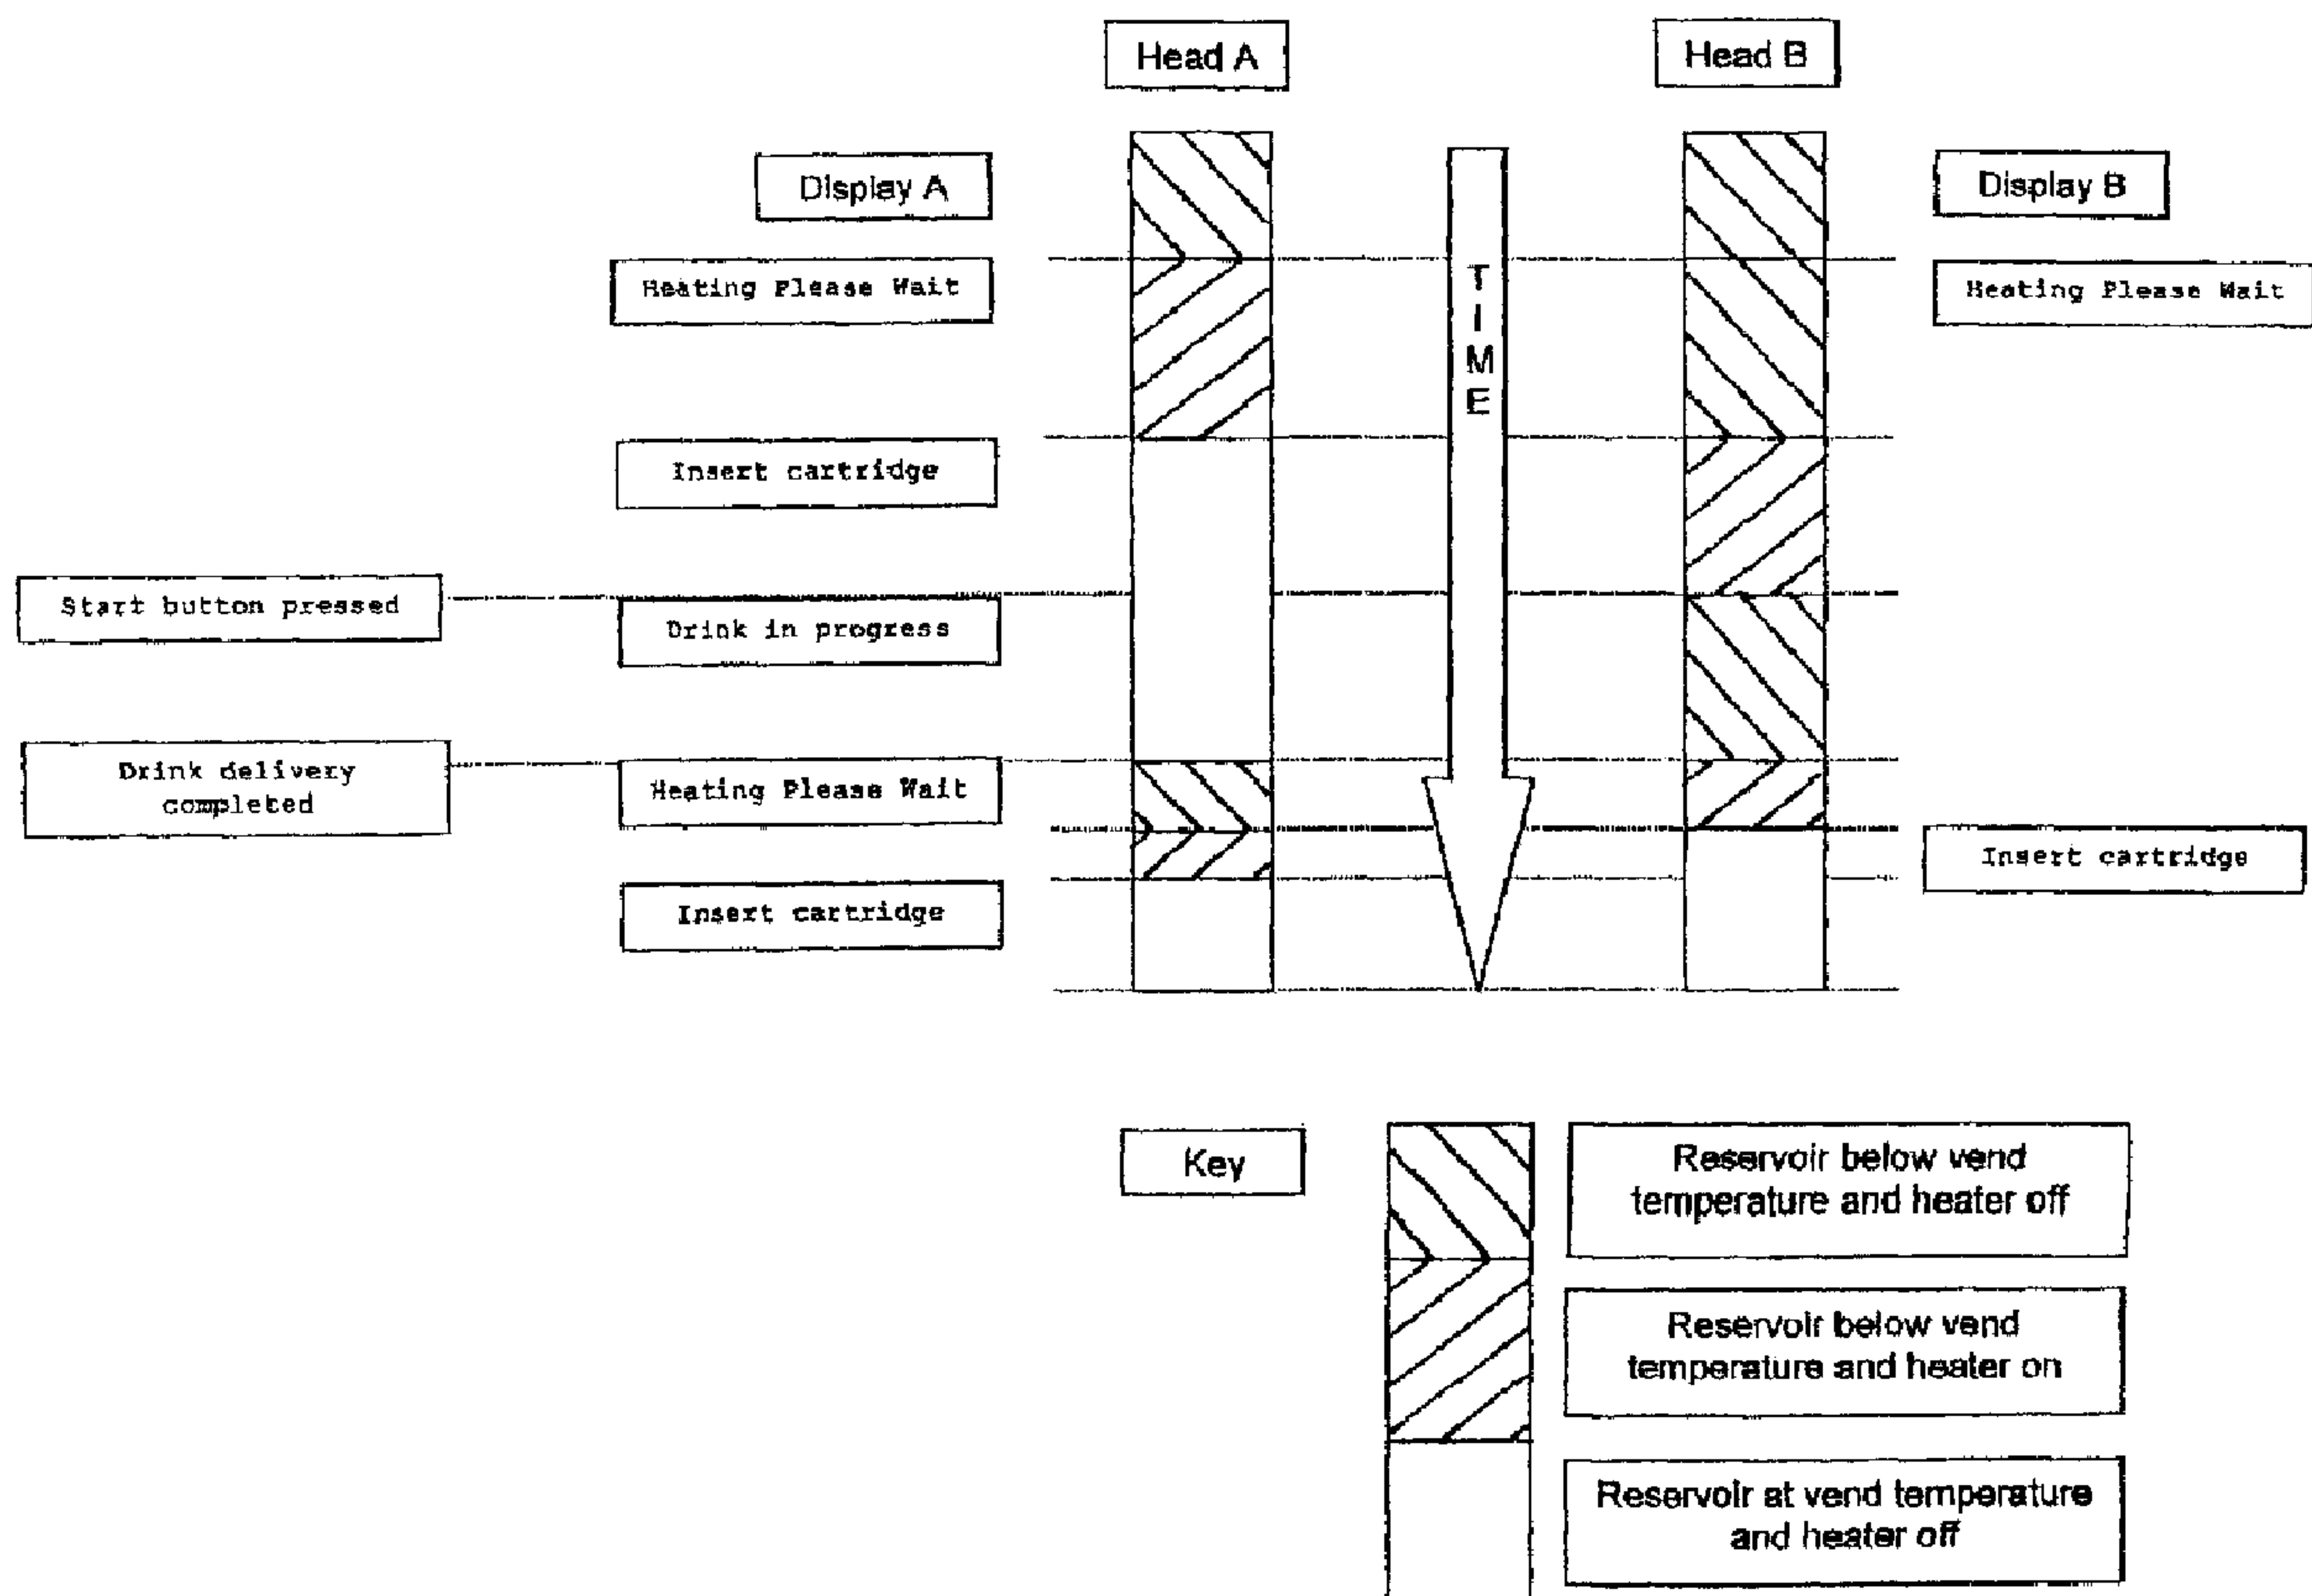 Head A
Head B
Display A
Display B
Heating Please Wait
Heating Please Wait
TIME
Insert cartridge
Start button pressed
Drink in progress
Drink delivery
completed
Heating Please Wait
Insert cartridge
Insert cartridge
Key
Reservoir below vend
temperature and heater off
Reservoir below vend
temperature and heater on
Reservoir at vend temperature
and heater off